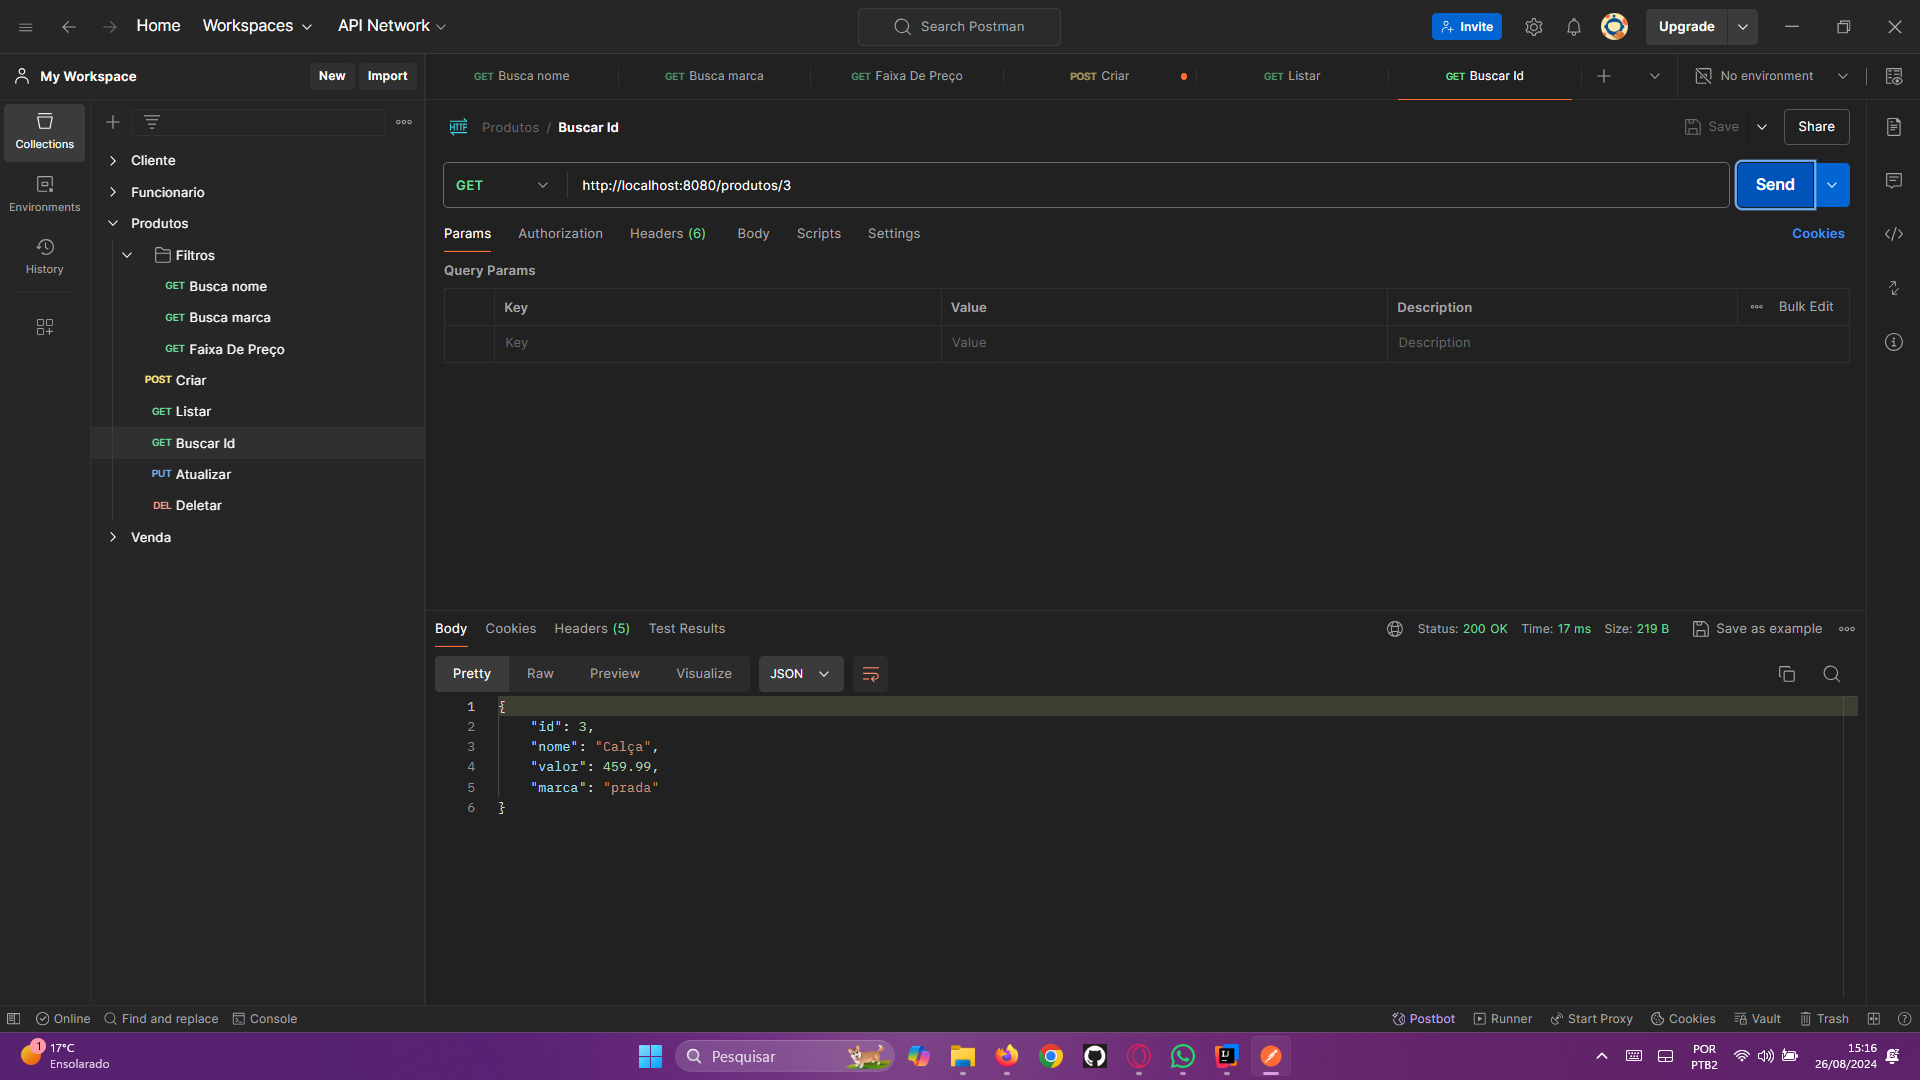 Home Workspaces API Network Search Postman Invite Upgrade
My Workspace New Import GET Busca nome GET Busca marca GET Faixa De Preço POST Criar GET Listar GET Buscar Id No environment
Collections
Environments
History
Cliente
Funcionario
Produtos
Filtros
GET Busca nome
GET Busca marca
GET Faixa De Preço
POST Criar
GET Listar
GET Buscar Id
PUT Atualizar
DEL Deletar
Venda
HTTP Produtos / Buscar Id Save Share
GET http://localhost:8080/produtos/3 Send
Params Authorization Headers (6) Body Scripts Settings Cookies
Query Params
Key Value Description Bulk Edit
Key Value Description
Body Cookies Headers (5) Test Results Status: 200 OK Time: 17 ms Size: 219 B Save as example
Pretty Raw Preview Visualize JSON
1 {
2 "id": 3,
3 "nome": "Calça",
4 "valor": 459.99,
5 "marca": "prada"
6 }
Online Find and replace Console Postbot Runner Start Proxy Cookies Vault Trash
1 17°C
Ensolarado
Pesquisar
IJ
POR
PTB2
15:16
26/08/2024